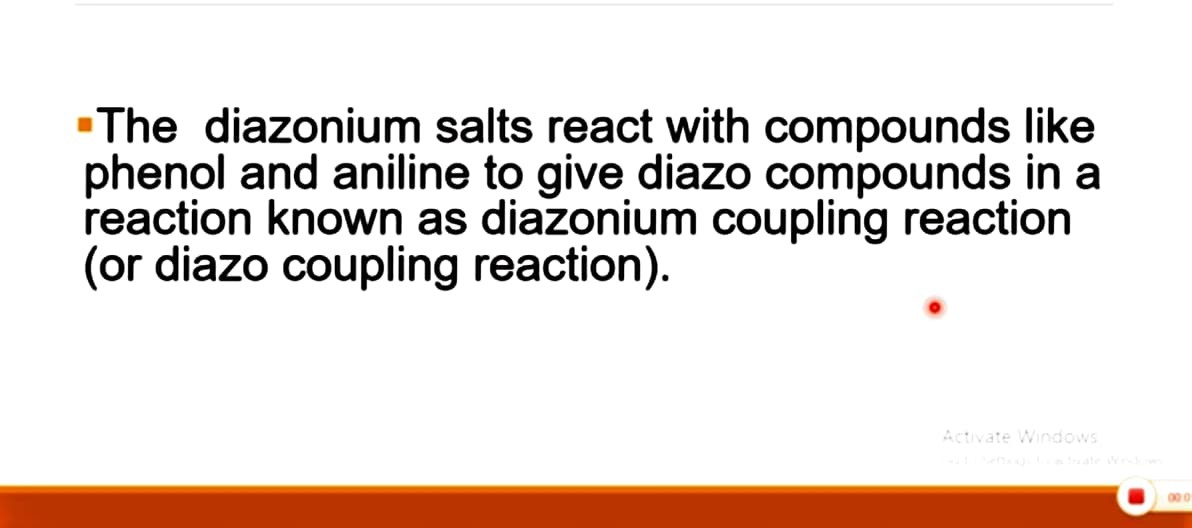 ▪The diazonium salts react with compounds like
phenol and aniline to give diazo compounds in a
reaction known as diazonium coupling reaction
(or diazo coupling reaction).
Activate Windows